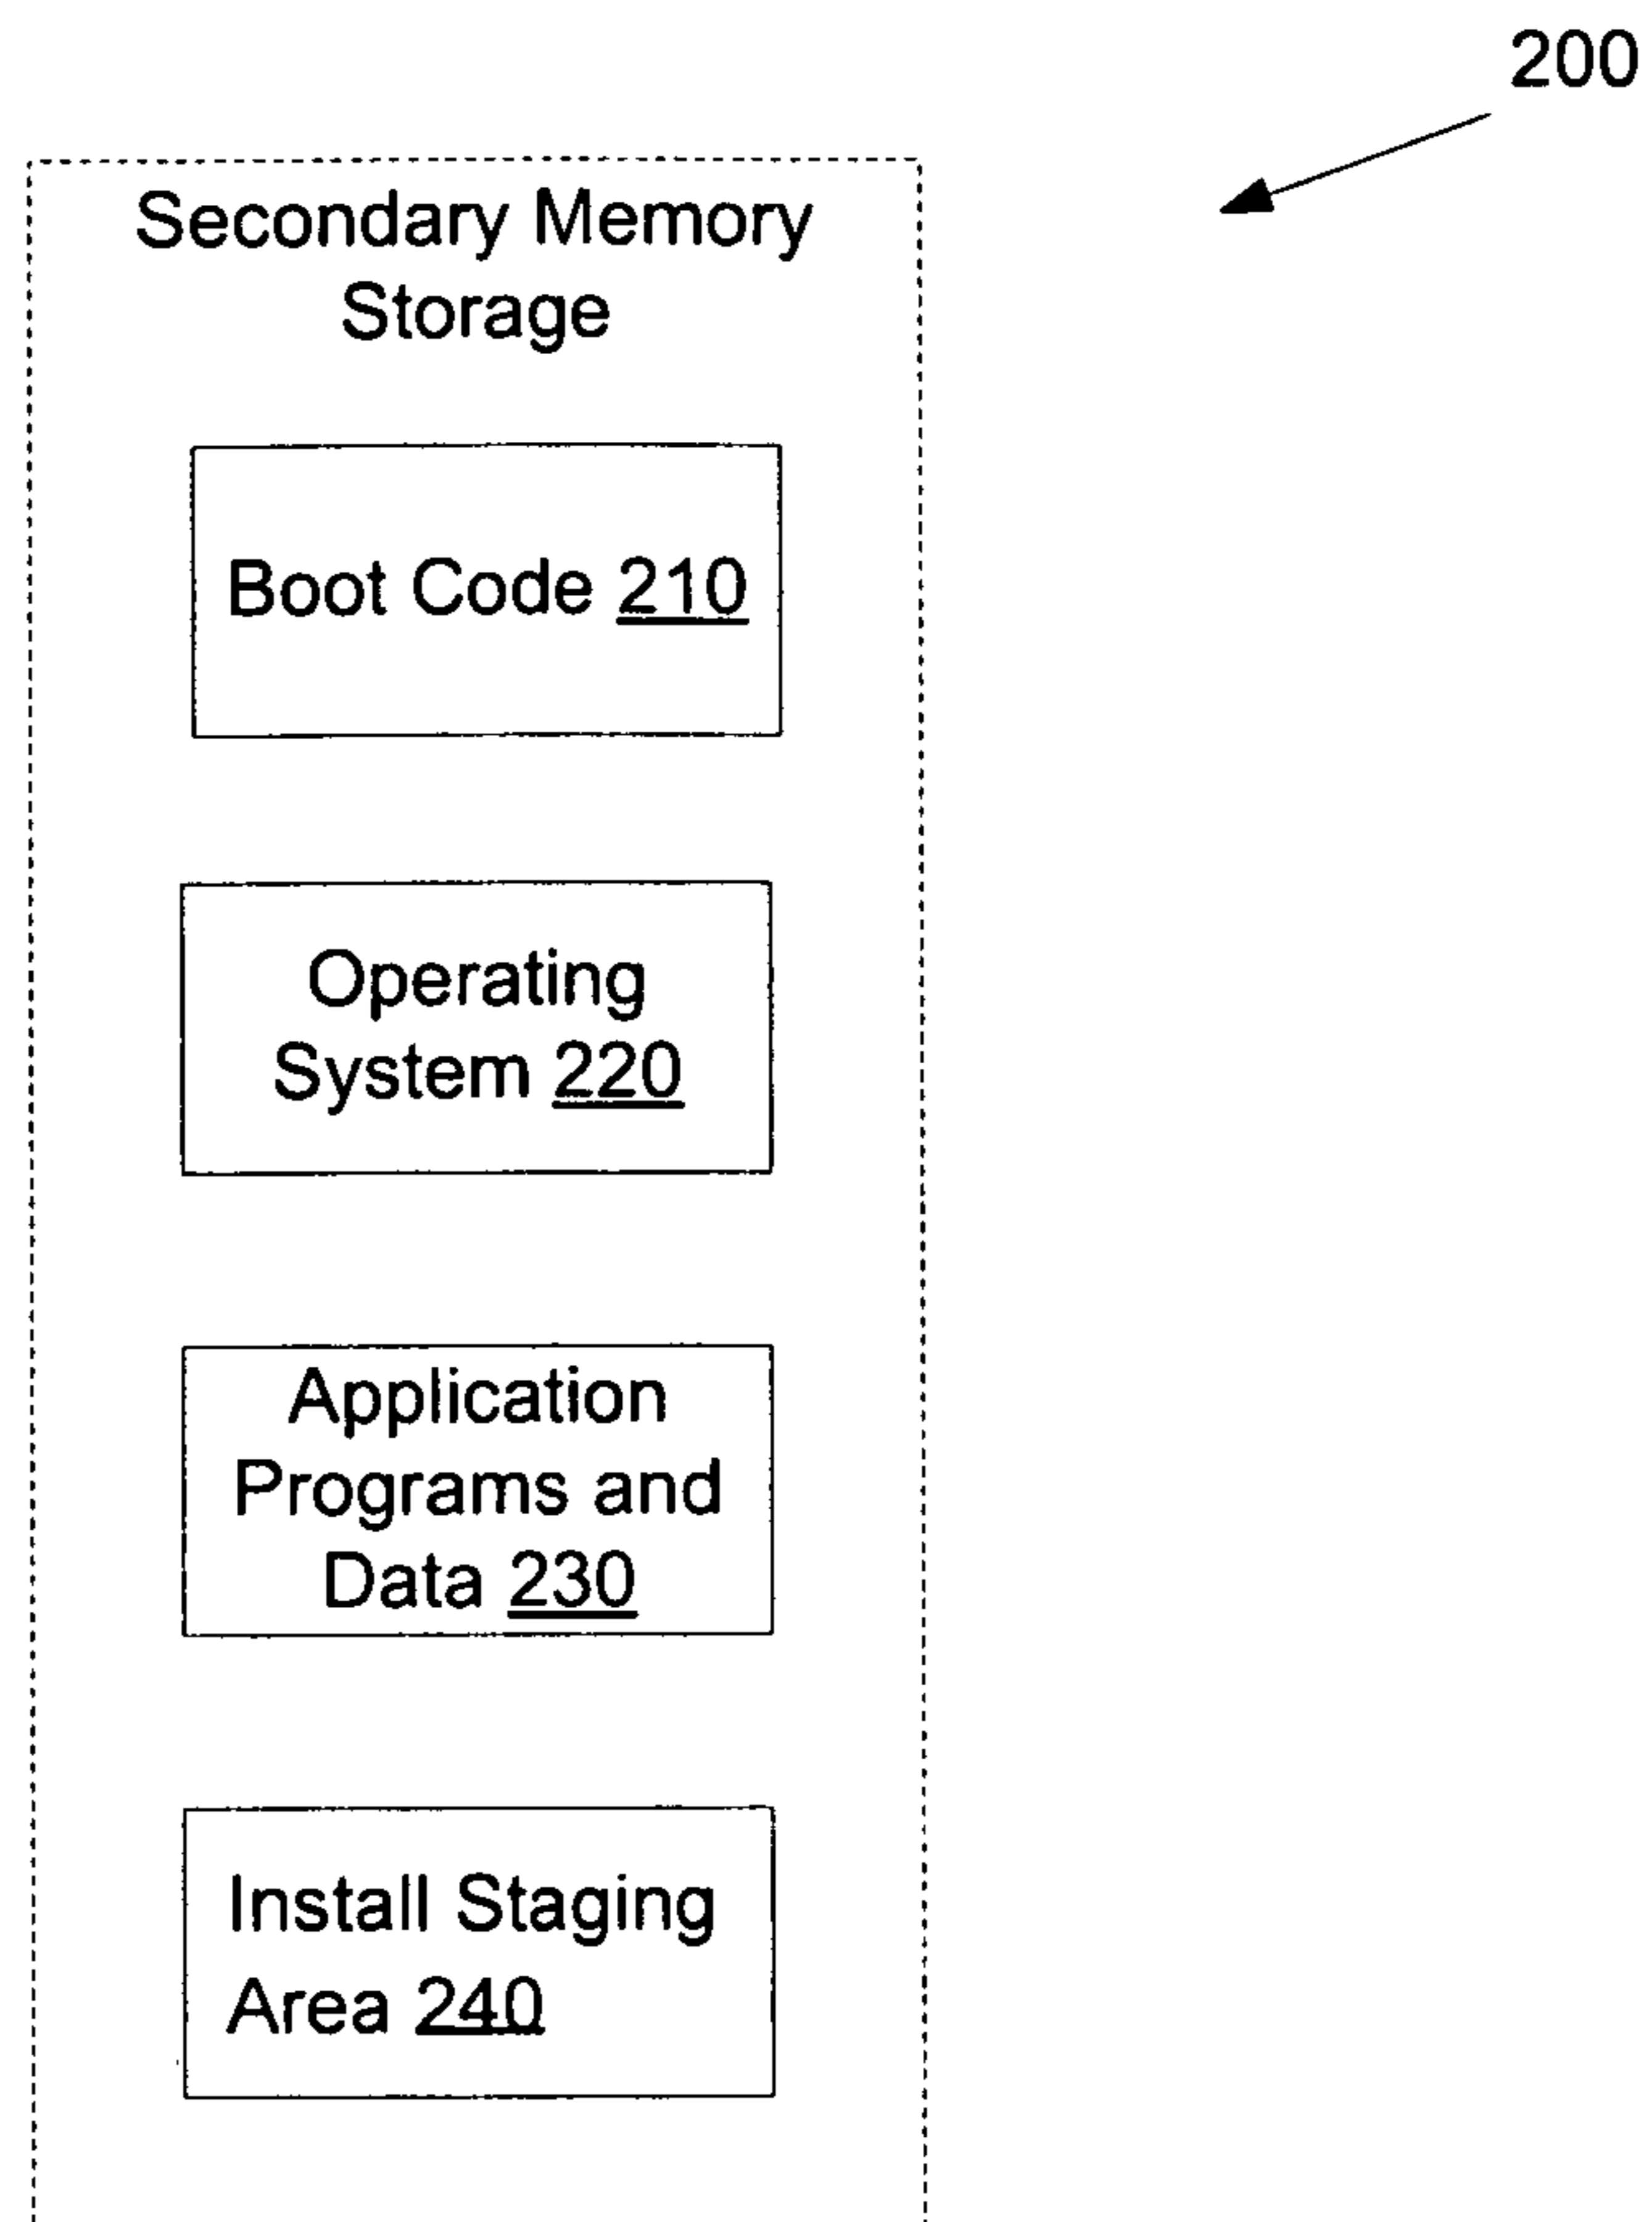 200
Secondary Memory
Storage
Boot Code 210
Operating
System 220
Application
Programs and
Data 230
Install Staging
Area 240